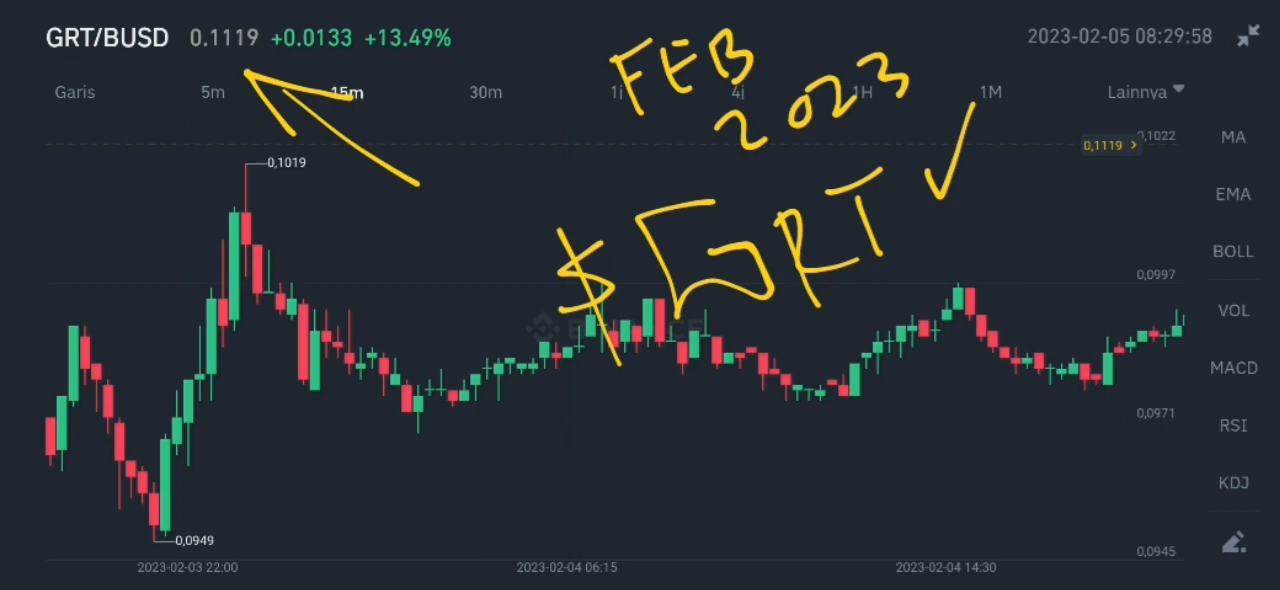 GRT/BUSD 0.1119 +0.0133 +13.49% 2023-02-05 08:29:58
Garis 5m 15m 30m 1j 4j 1H 1M Lainnya
FEB
2023
$GRT
0,1022
0,1119 >
0,1019
0,0997
0,0971
0,0949
0,0945
MA
EMA
BOLL
VOL
MACD
RSI
KDJ
2023-02-03 22:00 2023-02-04 06:15 2023-02-04 14:30